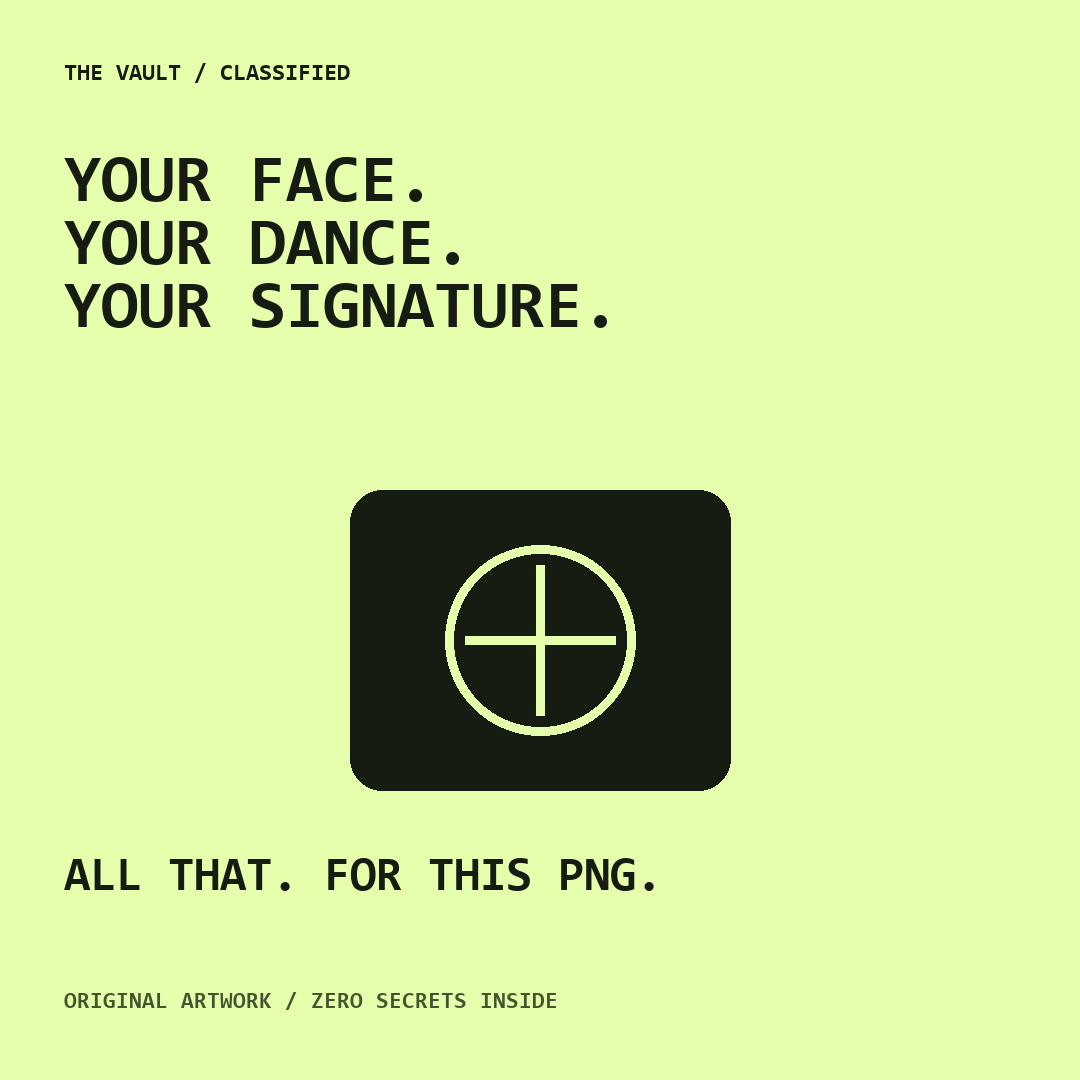 THE VAULT / CLASSIFIED
YOUR FACE.
YOUR DANCE.
YOUR SIGNATURE.
ALL THAT. FOR THIS PNG.
ORIGINAL ARTWORK / ZERO SECRETS INSIDE